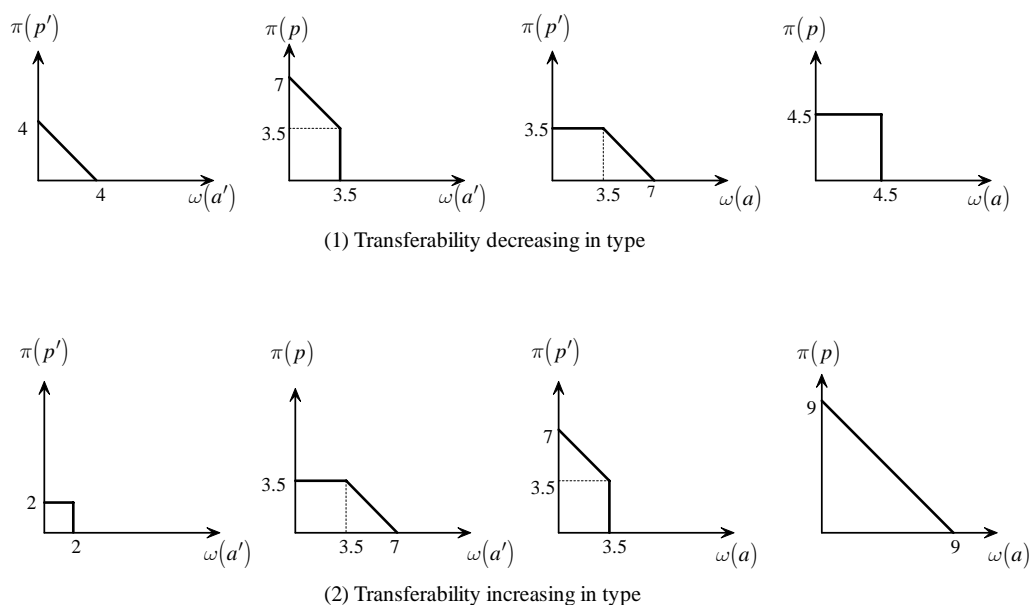 π(p′) π(p) π(p′) π(p)
4 7 3.5 4.5
3.5
4 3.5 3.5 7 4.5
ω(a′) ω(a′) ω(a) ω(a)
(1) Transferability decreasing in type
π(p′) π(p) π(p′) π(p)
2 3.5 7 9
3.5
2 3.5 7 3.5 9
ω(a′) ω(a′) ω(a) ω(a)
(2) Transferability increasing in type